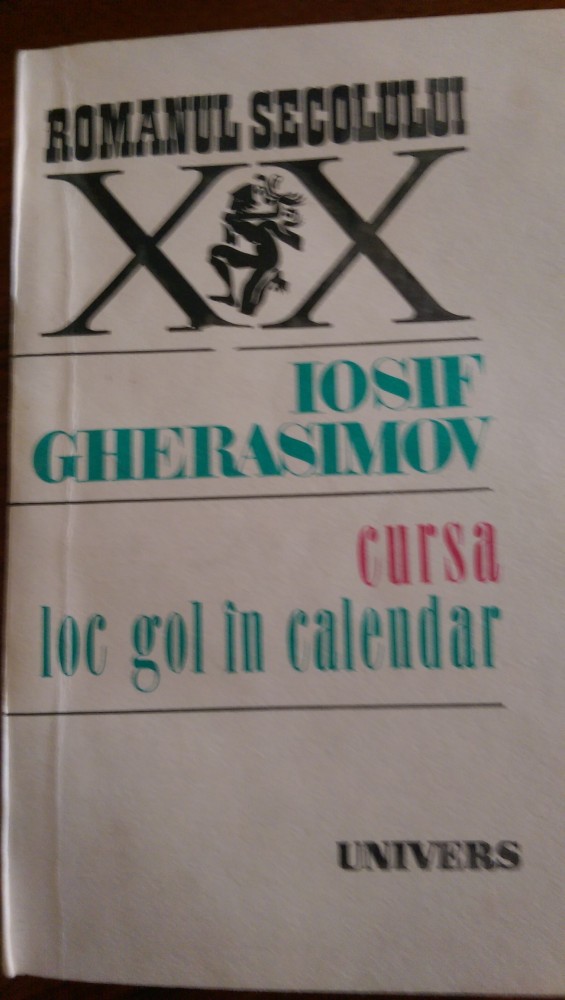 ROMANUL SECOLULUI
XX
IOSIF
GHERASIMOV
cursa
loc gol în calendar
UNIVERS